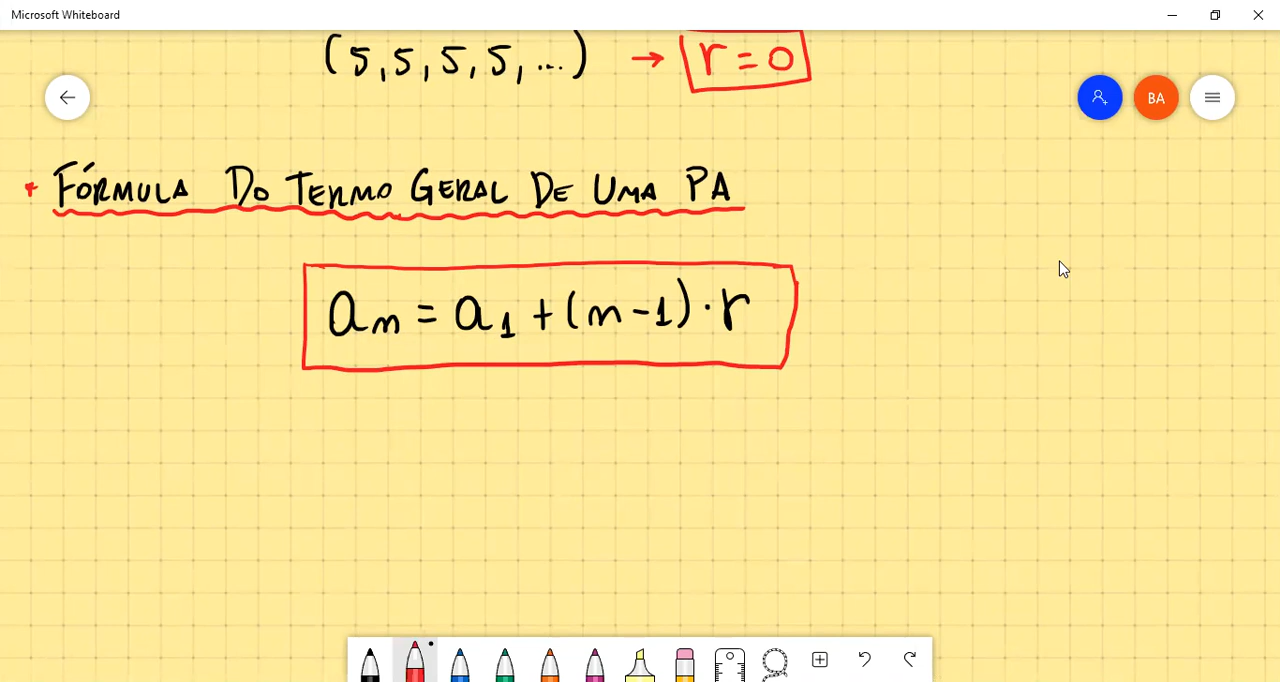 Microsoft Whiteboard
(5,5,5,5,...) → r=0
BA
* FÓRMULA DO TERMO GERAL DE UMA PA
aₙ = a₁ + (n-1)·r